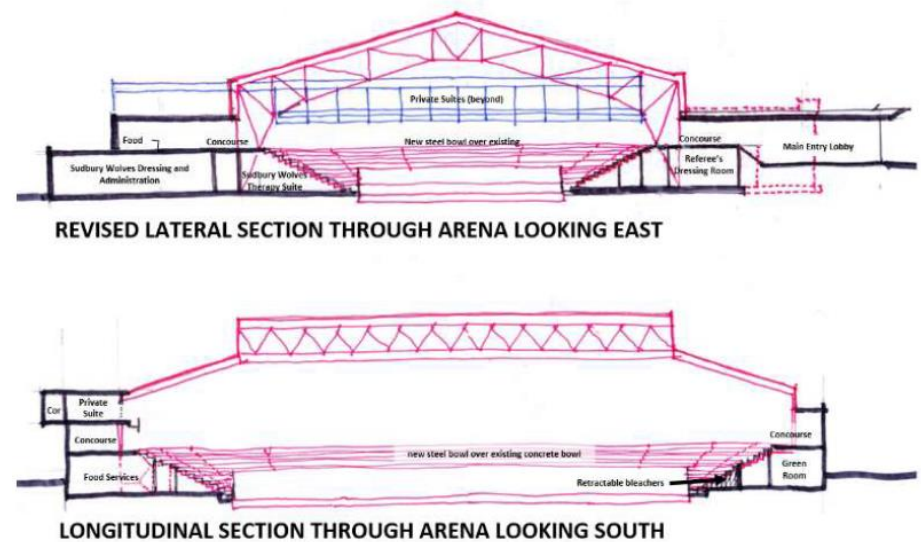 Private Suites (beyond)
Food
Concourse
New steel bowl over existing
Concourse
Main Entry Lobby
Sudbury Wolves Dressing and
Administration
Sudbury Wolves
Therapy Suite
Referee's
Dressing Room
REVISED LATERAL SECTION THROUGH ARENA LOOKING EAST
Cor
Private
Suite
Concourse
Concourse
new steel bowl over existing concrete bowl
Food Services
Retractable bleachers
Green
Room
LONGITUDINAL SECTION THROUGH ARENA LOOKING SOUTH